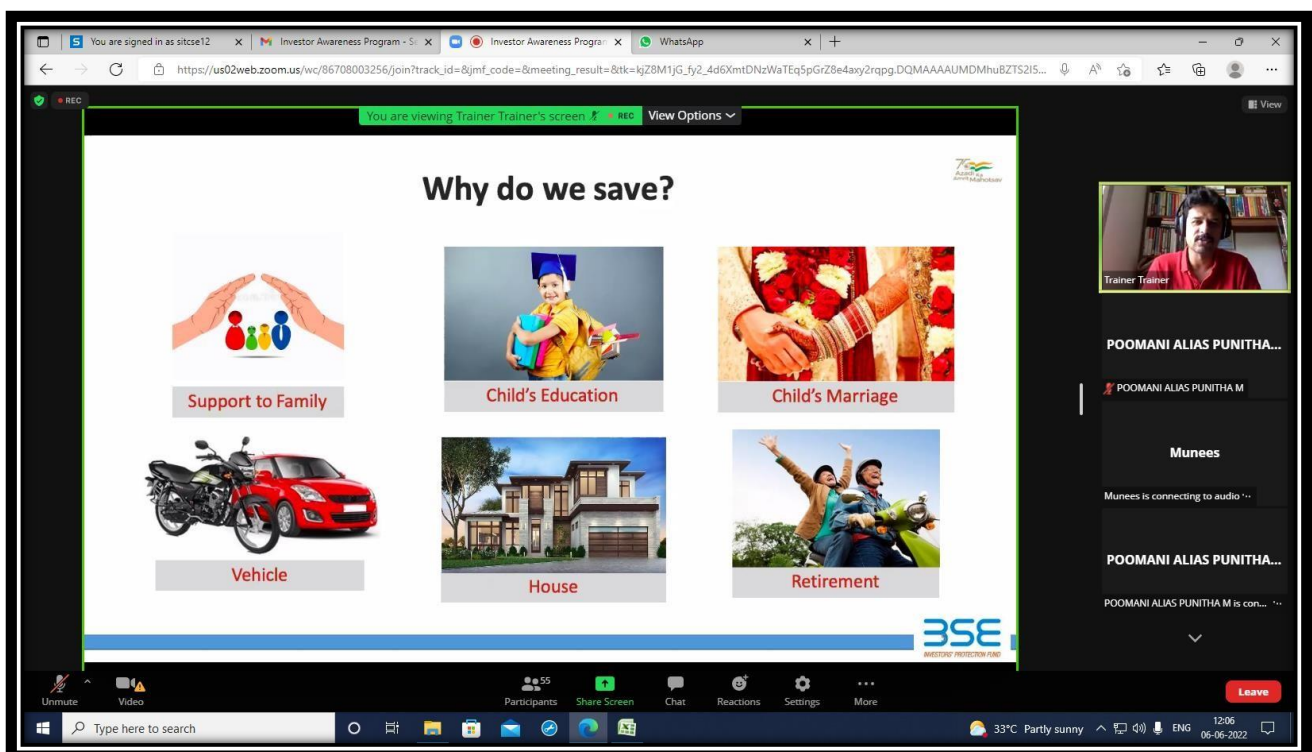 You are signed in as sitcse12
Investor Awareness Program - Sc
Investor Awareness Program
WhatsApp
https://us02web.zoom.us/wc/86708003256/join?track_id=&jmf_code=&meeting_result=&tk=kjZ8M1jG_fy2_4d6XmtDNzWaTEq5pGrZ8e4axy2rqpg.DQMAAAAUMDMhuBZTS2I5...
REC
You are viewing Trainer Trainer's screen
REC
View Options
View
Why do we save?
Azadi Ka
Amrit Mahotsav
Support to Family
Child's Education
Child's Marriage
Vehicle
House
Retirement
BSE
INVESTORS' PROTECTION FUND
Trainer Trainer
POOMANI ALIAS PUNITHA...
POOMANI ALIAS PUNITHA M
Munees
Munees is connecting to audio ...
POOMANI ALIAS PUNITHA...
POOMANI ALIAS PUNITHA M is con... ...
Unmute
Video
55
Participants
Share Screen
Chat
Reactions
Settings
More
Leave
Type here to search
33°C Partly sunny
ENG
12:06
06-06-2022